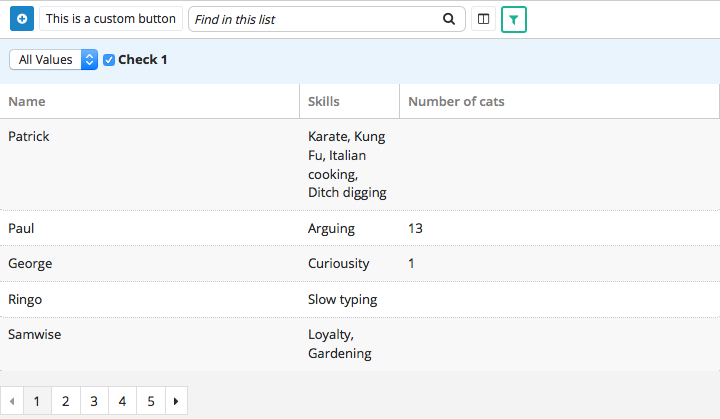 This is a custom button Find in this list
All Values Check 1
Name Skills Number of cats
Patrick Karate, Kung
Fu, Italian
cooking,
Ditch digging
Paul Arguing 13
George Curiousity 1
Ringo Slow typing
Samwise Loyalty,
Gardening
1 2 3 4 5